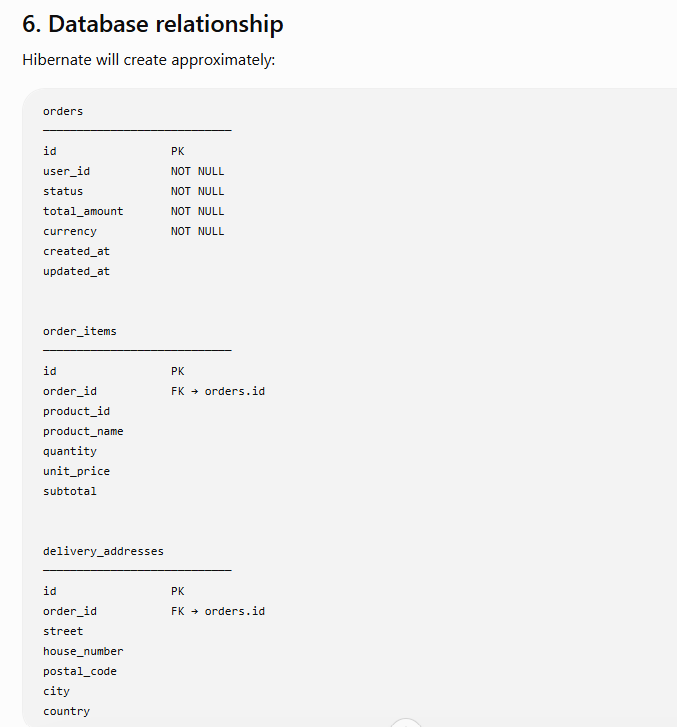 6. Database relationship
Hibernate will create approximately:
orders
────────────────────────────
id PK
user_id NOT NULL
status NOT NULL
total_amount NOT NULL
currency NOT NULL
created_at
updated_at
order_items
────────────────────────────
id PK
order_id FK → orders.id
product_id
product_name
quantity
unit_price
subtotal
delivery_addresses
────────────────────────────
id PK
order_id FK → orders.id
street
house_number
postal_code
city
country